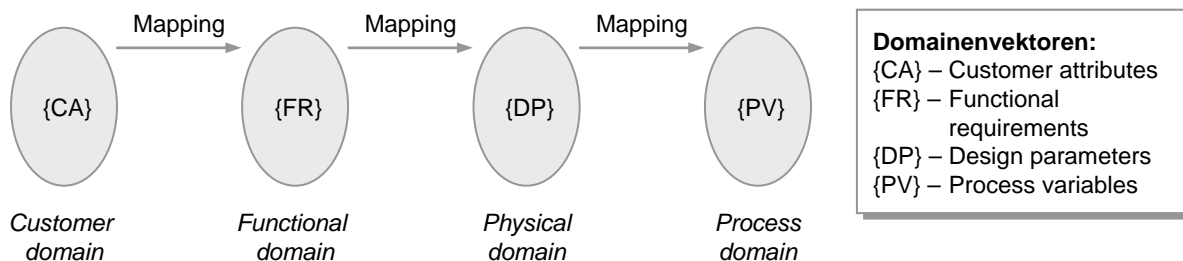 Mapping
Mapping
Mapping
{CA}
{FR}
{DP}
{PV}
Customer
domain
Functional
domain
Physical
domain
Process
domain
Domainenvektoren:
{CA} – Customer attributes
{FR} – Functional
requirements
{DP} – Design parameters
{PV} – Process variables